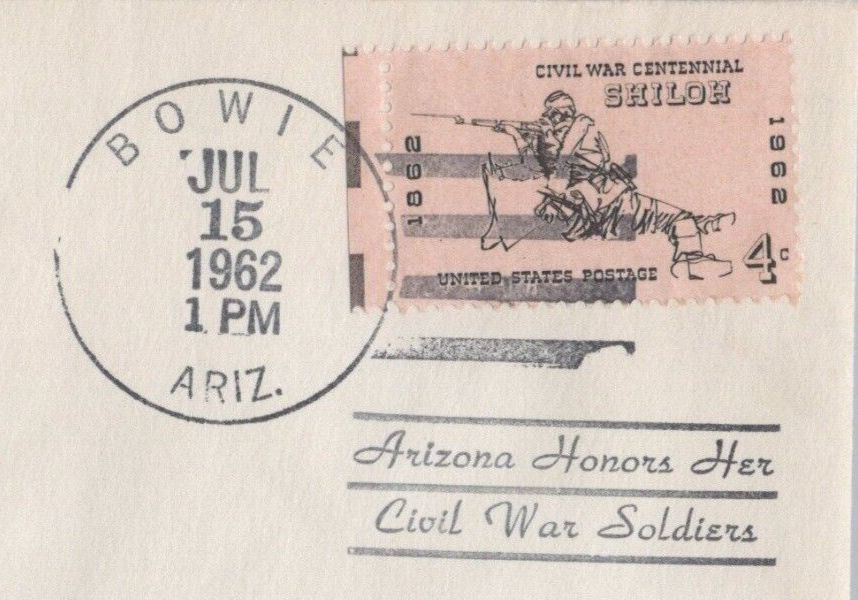 BOWIE
JUL
15
1962
1 PM
ARIZ.
CIVIL WAR CENTENNIAL
SHILOH
1862
1962
UNITED STATES POSTAGE
4c
Arizona Honors Her
Civil War Soldiers